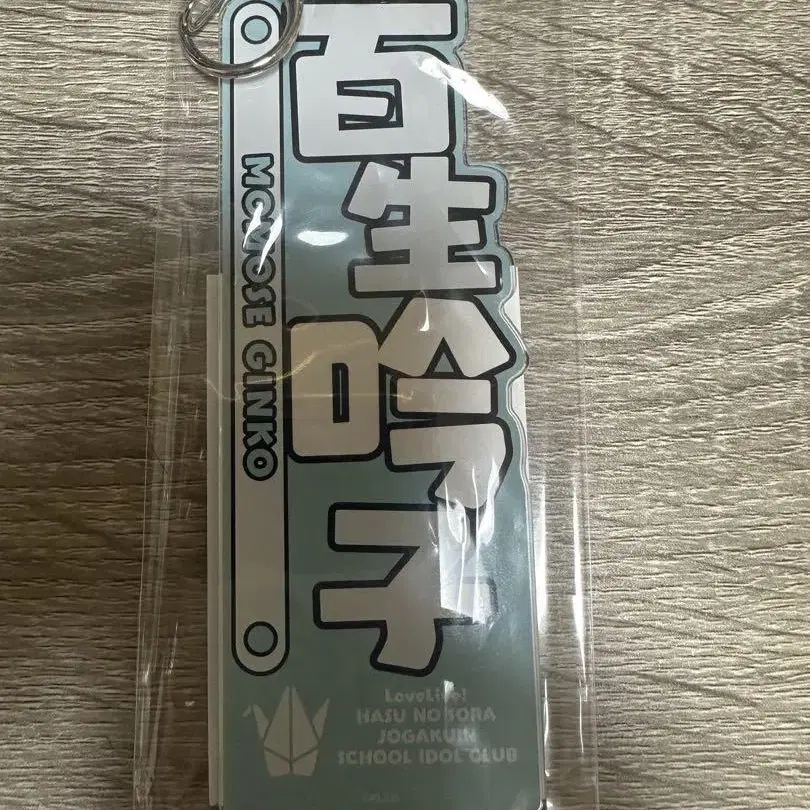 百生吟子
MOMOSE GINKO
LoveLive!
HASU NO SORA
JOGAKUIN
SCHOOL IDOL CLUB